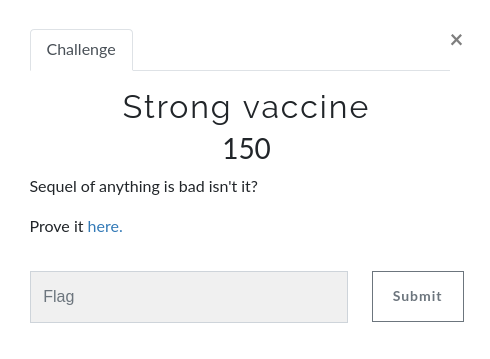 Challenge
×
Strong vaccine
150
Sequel of anything is bad isn't it?
Prove it here.
Flag
Submit